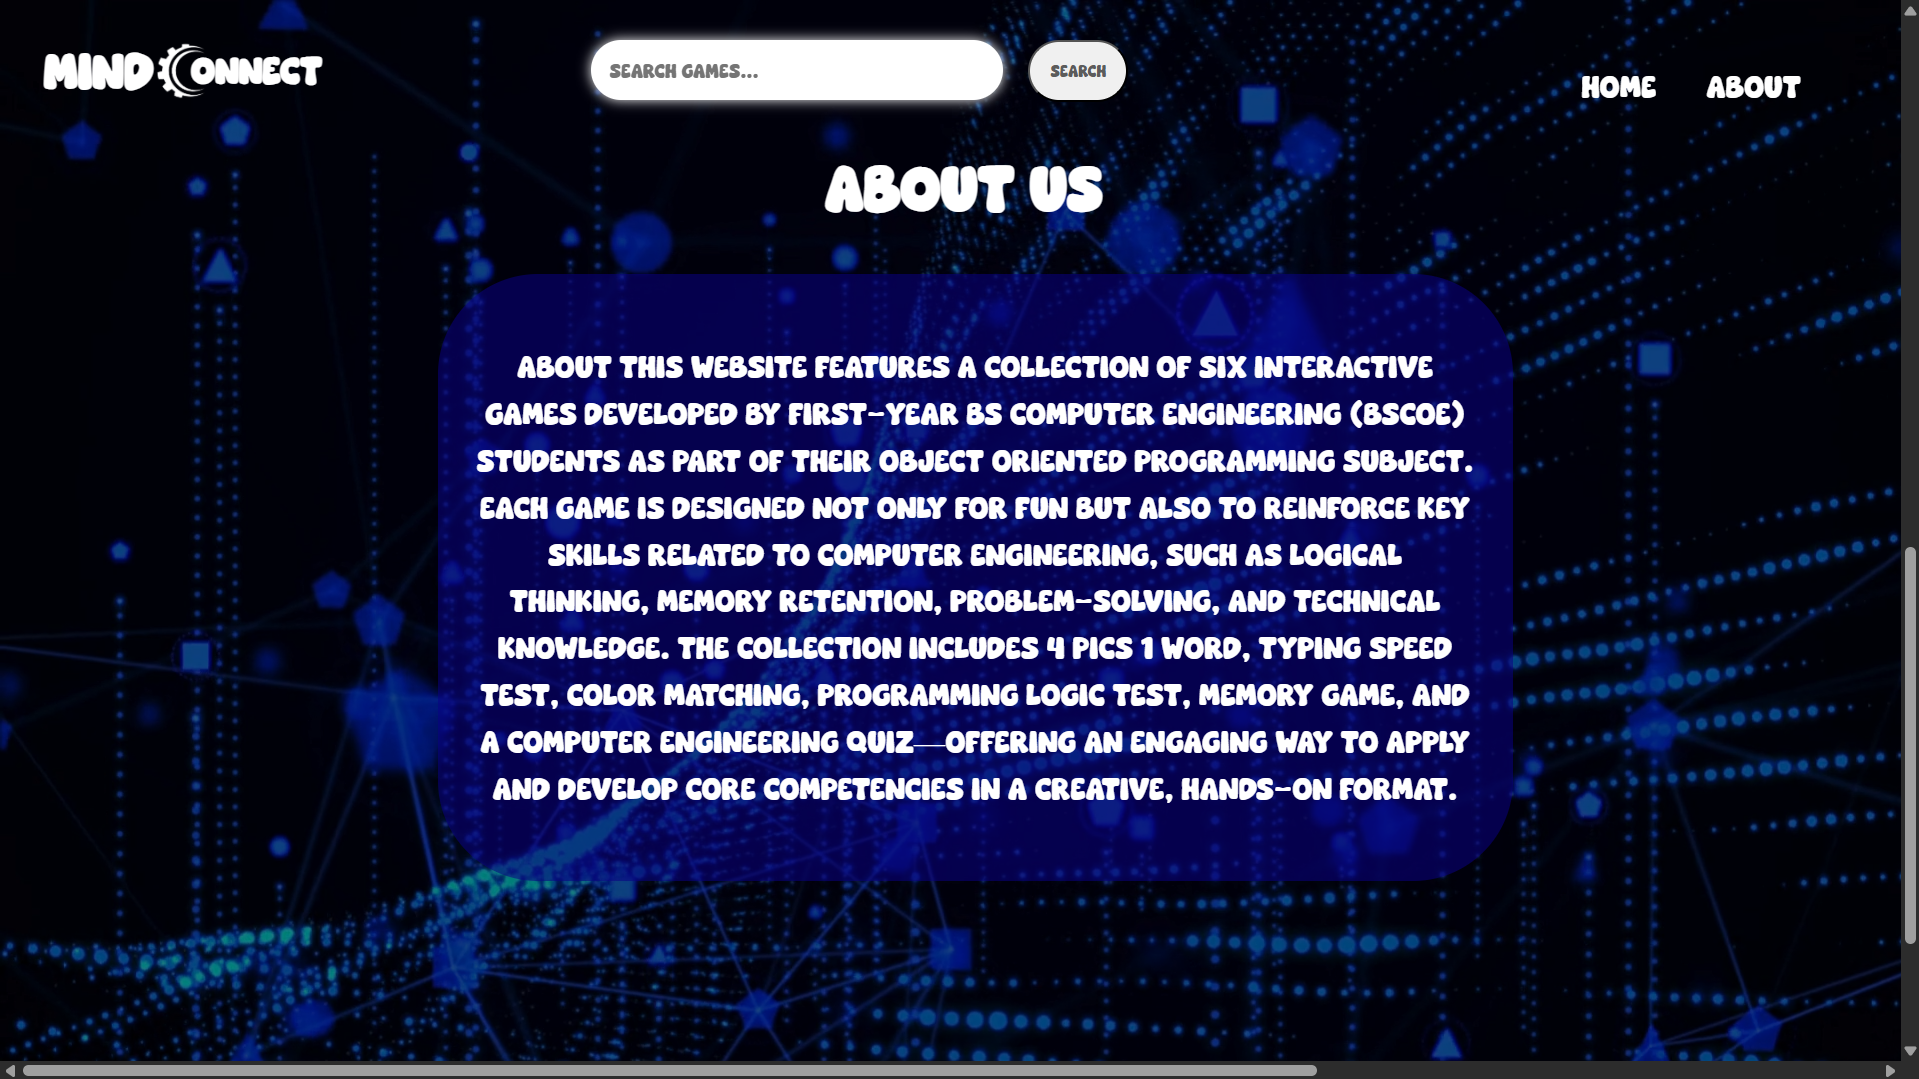 MIND CONNECT
SEARCH GAMES...
SEARCH
HOME
ABOUT
ABOUT US
ABOUT THIS WEBSITE FEATURES A COLLECTION OF SIX INTERACTIVE
GAMES DEVELOPED BY FIRST-YEAR BS COMPUTER ENGINEERING (BSCOE)
STUDENTS AS PART OF THEIR OBJECT ORIENTED PROGRAMMING SUBJECT.
EACH GAME IS DESIGNED NOT ONLY FOR FUN BUT ALSO TO REINFORCE KEY
SKILLS RELATED TO COMPUTER ENGINEERING, SUCH AS LOGICAL
THINKING, MEMORY RETENTION, PROBLEM-SOLVING, AND TECHNICAL
KNOWLEDGE. THE COLLECTION INCLUDES 4 PICS 1 WORD, TYPING SPEED
TEST, COLOR MATCHING, PROGRAMMING LOGIC TEST, MEMORY GAME, AND
A COMPUTER ENGINEERING QUIZ—OFFERING AN ENGAGING WAY TO APPLY
AND DEVELOP CORE COMPETENCIES IN A CREATIVE, HANDS-ON FORMAT.